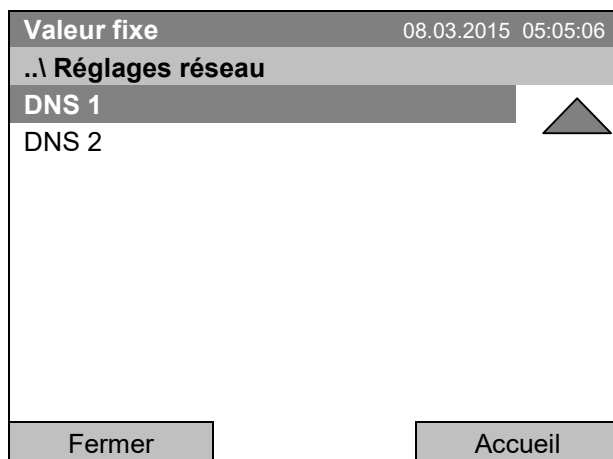 Valeur fixe 08.03.2015 05:05:06
..\ Réglages réseau
DNS 1
DNS 2
Fermer Accueil